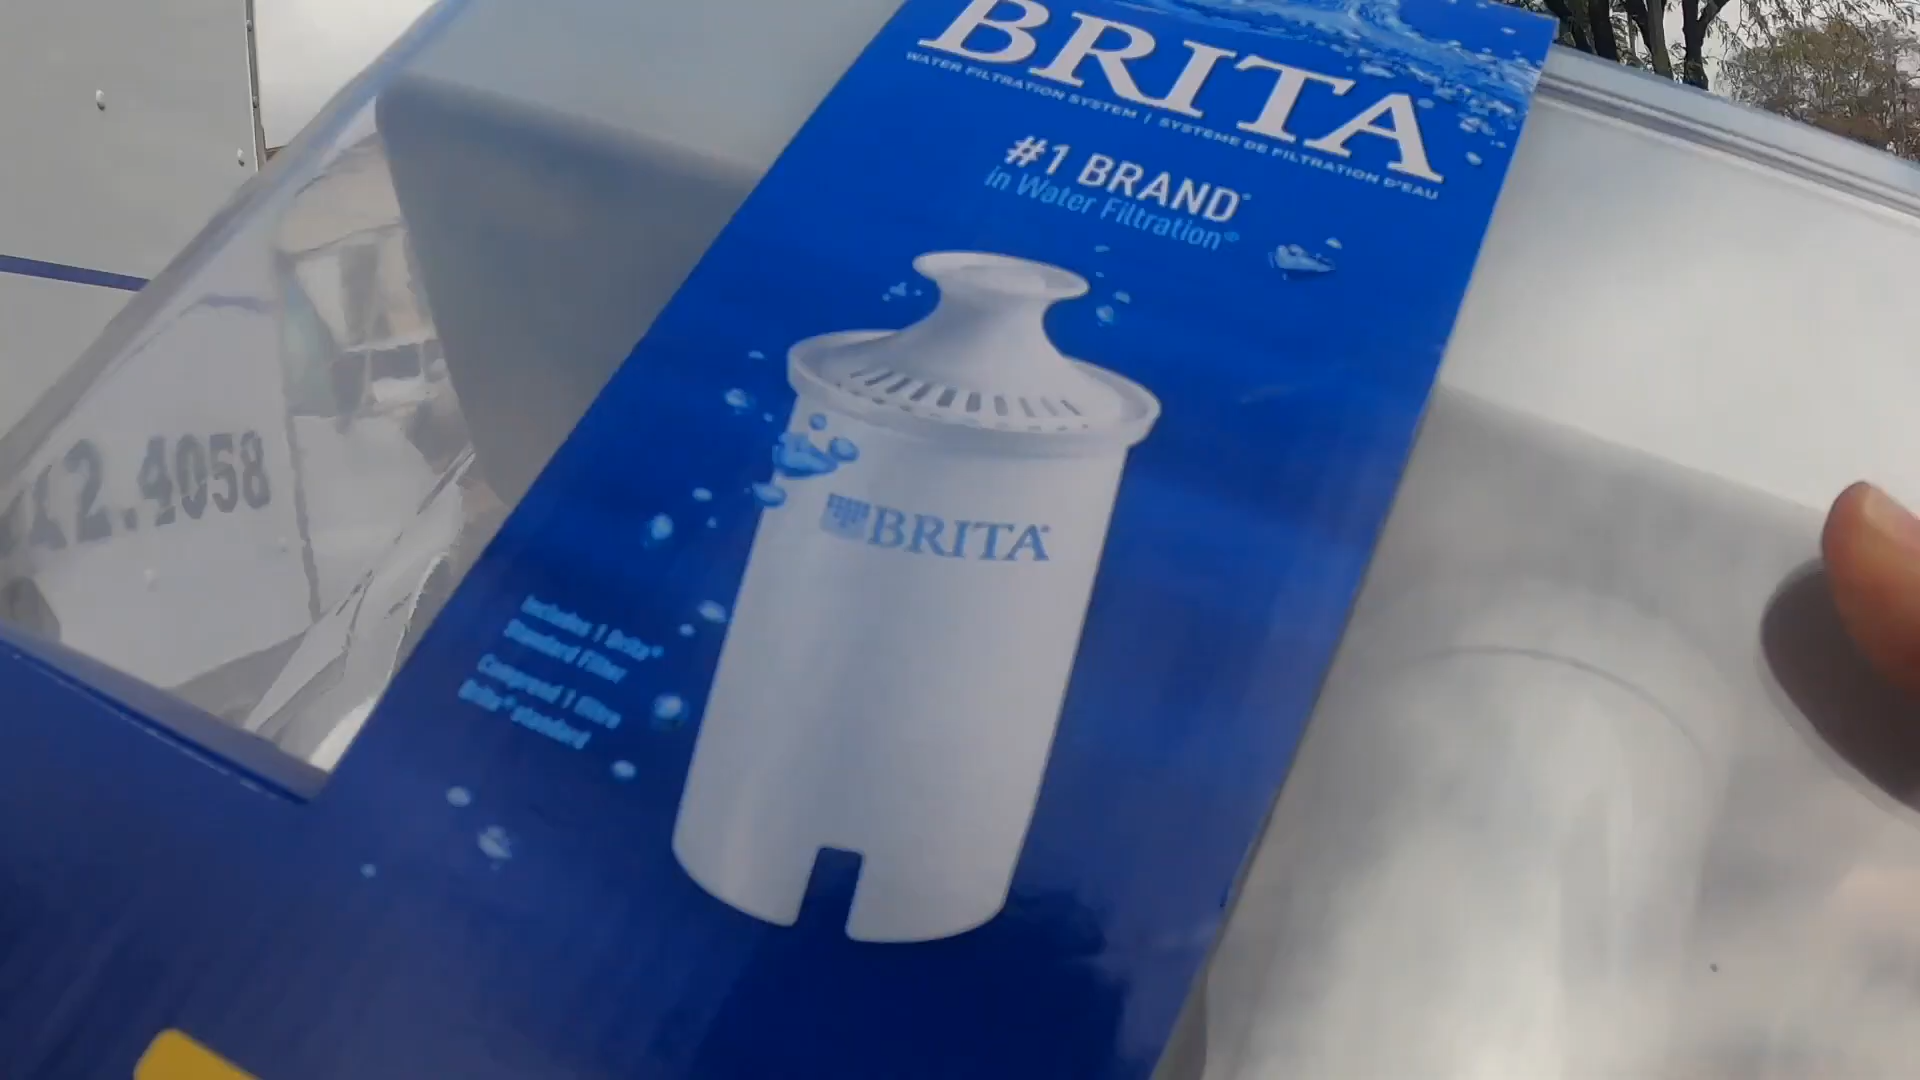 BRITA
WATER FILTRATION SYSTEM / SYSTÈME DE FILTRATION D'EAU
#1 BRAND*
in Water Filtration®
BRITA®
Includes 1 Brita®
Standard Filter
Comprend 1 filtre
Brita® standard
2.4058